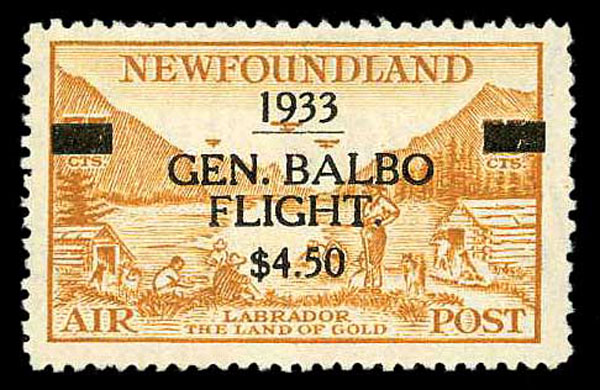 NEWFOUNDLAND
1933
CTS. CTS.
GEN. BALBO
FLIGHT.
$4.50
LABRADOR
AIR THE LAND OF GOLD POST